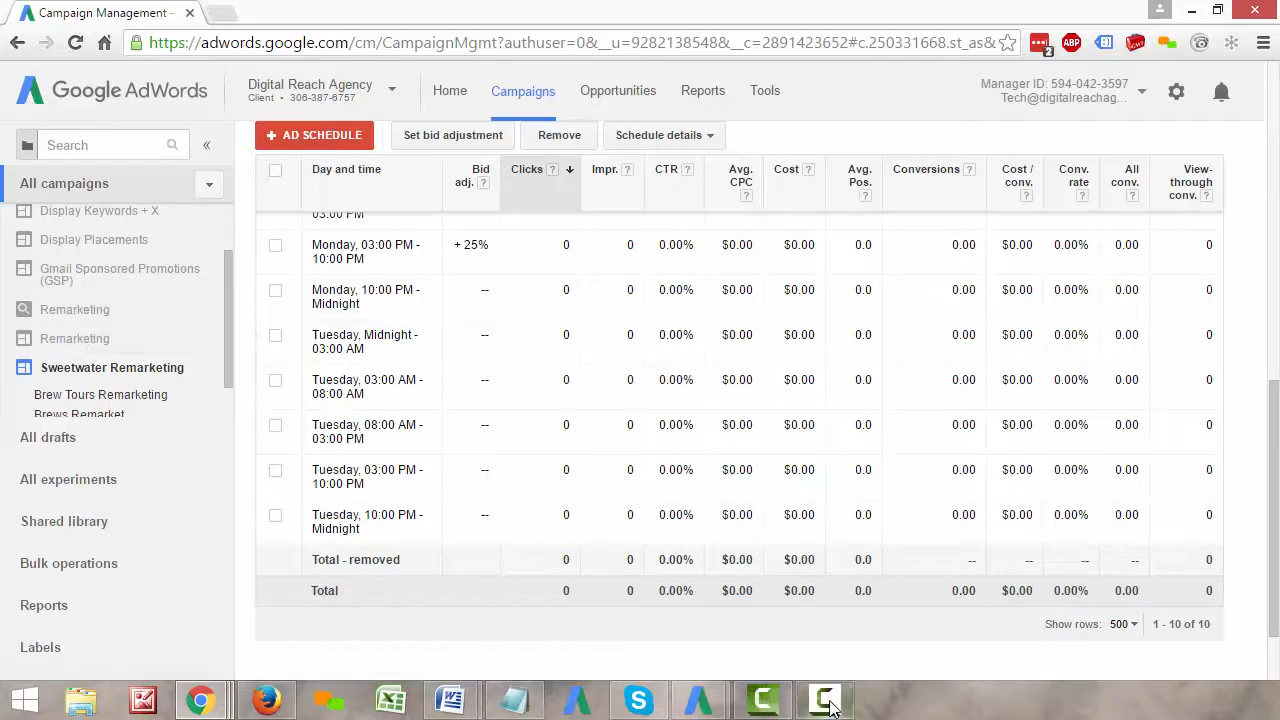 Campaign Management –
https://adwords.google.com/cm/CampaignMgmt?authuser=0&__u=9282138548&__c=2891423652#c.250331668.st_as&
2
ABP
Google AdWords
Digital Reach Agency
Client - 306-387-6757
Home
Campaigns
Opportunities
Reports
Tools
Manager ID: 594-042-3597
Tech@digitalreachag...
Search
«
+ AD SCHEDULE
Set bid adjustment
Remove
Schedule details
All campaigns
Display Keywords + X
Display Placements
Gmail Sponsored Promotions
(GSP)
Remarketing
Remarketing
Sweetwater Remarketing
Brew Tours Remarketing
Brews Remarket
All drafts
All experiments
Shared library
Bulk operations
Reports
Labels
Day and time
Bid
adj. ?
Clicks ?
Impr. ?
CTR ?
Avg.
CPC
?
Cost ?
Avg.
Pos.
?
Conversions ?
Cost /
conv.
?
Conv.
rate
?
All
conv.
?
View-
through
conv. ?
03:00 PM
Monday, 03:00 PM - + 25% 0 0 0.00% $0.00 $0.00 0.0 0.00 $0.00 0.00% 0.00 0
10:00 PM
Monday, 10:00 PM - -- 0 0 0.00% $0.00 $0.00 0.0 0.00 $0.00 0.00% 0.00 0
Midnight
Tuesday, Midnight - -- 0 0 0.00% $0.00 $0.00 0.0 0.00 $0.00 0.00% 0.00 0
03:00 AM
Tuesday, 03:00 AM - -- 0 0 0.00% $0.00 $0.00 0.0 0.00 $0.00 0.00% 0.00 0
08:00 AM
Tuesday, 08:00 AM - -- 0 0 0.00% $0.00 $0.00 0.0 0.00 $0.00 0.00% 0.00 0
03:00 PM
Tuesday, 03:00 PM - -- 0 0 0.00% $0.00 $0.00 0.0 0.00 $0.00 0.00% 0.00 0
10:00 PM
Tuesday, 10:00 PM - -- 0 0 0.00% $0.00 $0.00 0.0 0.00 $0.00 0.00% 0.00 0
Midnight
Total - removed 0 0 0.00% $0.00 $0.00 0.0 -- -- -- -- 0
Total 0 0 0.00% $0.00 $0.00 0.0 0.00 $0.00 0.00% 0.00 0
Show rows: 500
1 - 10 of 10